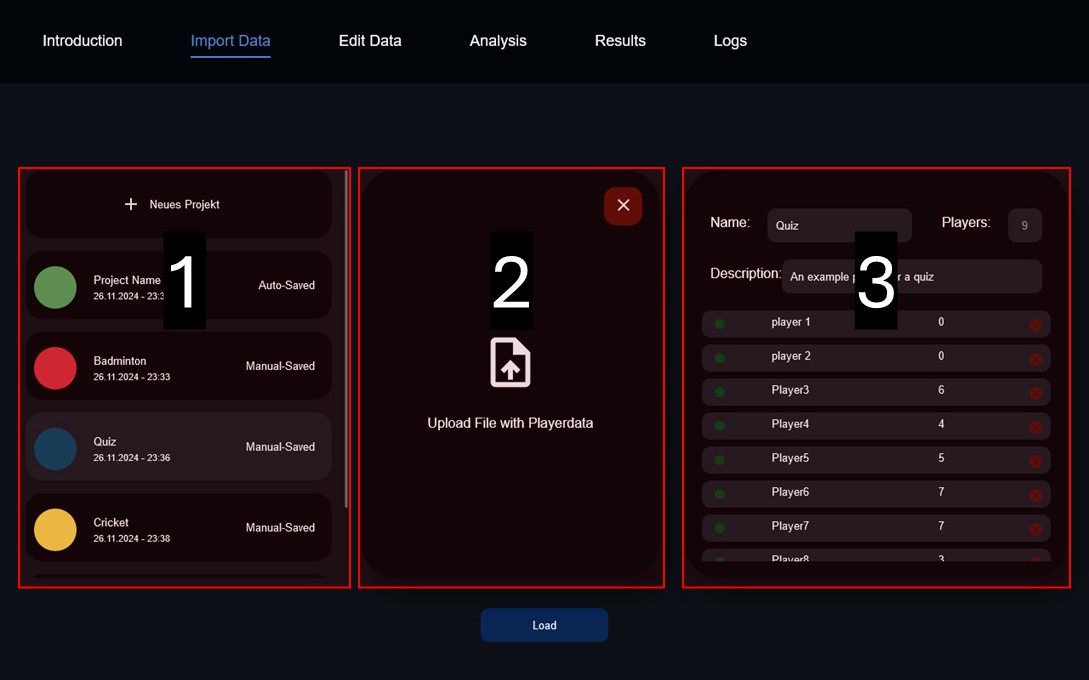 Introduction Import Data Edit Data Analysis Results Logs
+ Neues Projekt
Project Name
26.11.2024 - 23:3
Auto-Saved
1
Badminton
26.11.2024 - 23:33
Manual-Saved
Quiz
26.11.2024 - 23:36
Manual-Saved
Cricket
26.11.2024 - 23:38
Manual-Saved
2
Upload File with Playerdata
Name: Quiz Players: 9
Description: An example p r a quiz
3
player 1 0
player 2 0
Player3 6
Player4 4
Player5 5
Player6 7
Player7 7
Player8 3
Load